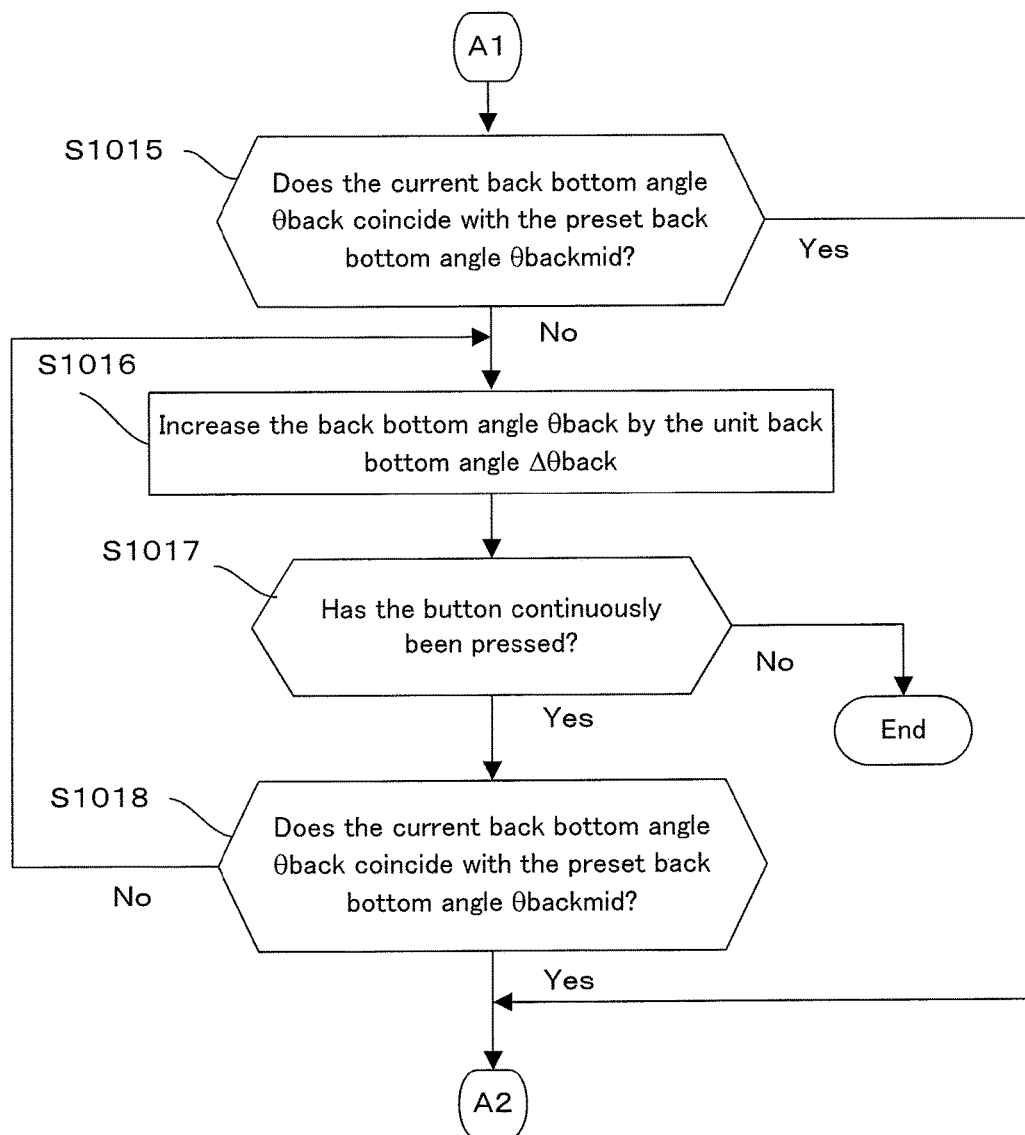 A1
S1015
Does the current back bottom angle
θback coincide with the preset back
bottom angle θbackmid?
Yes
No
S1016
Increase the back bottom angle θback by the unit back
bottom angle Δθback
S1017
Has the button continuously
been pressed?
No
Yes
End
S1018
Does the current back bottom angle
θback coincide with the preset back
bottom angle θbackmid?
No
Yes
A2